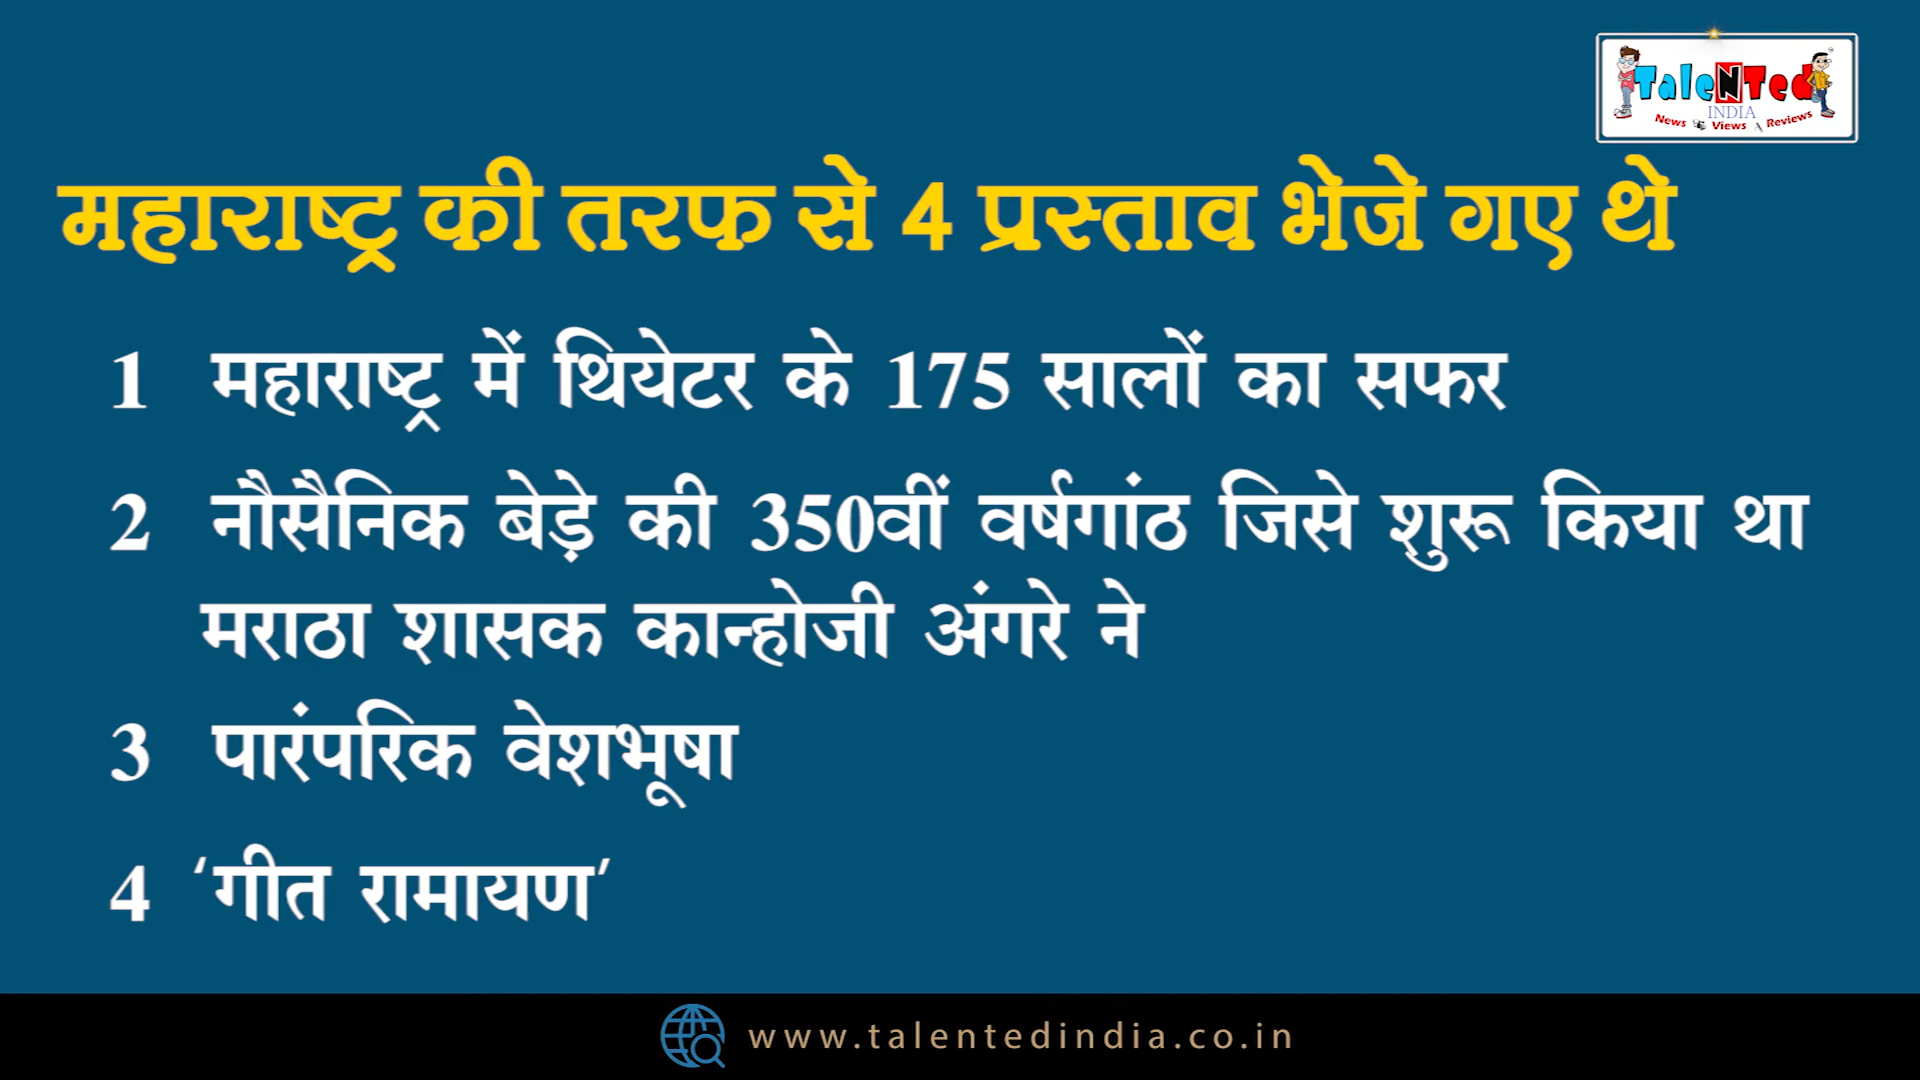 TaleNTed
INDIA
News Views Reviews
महाराष्ट्र की तरफ से 4 प्रस्ताव भेजे गए थे
1 महाराष्ट्र में थियेटर के 175 सालों का सफर
2 नौसैनिक बेड़े की 350वीं वर्षगांठ जिसे शुरू किया था
मराठा शासक कान्होजी अंगरे ने
3 पारंपरिक वेशभूषा
4 ‘गीत रामायण’
www.talentedindia.co.in